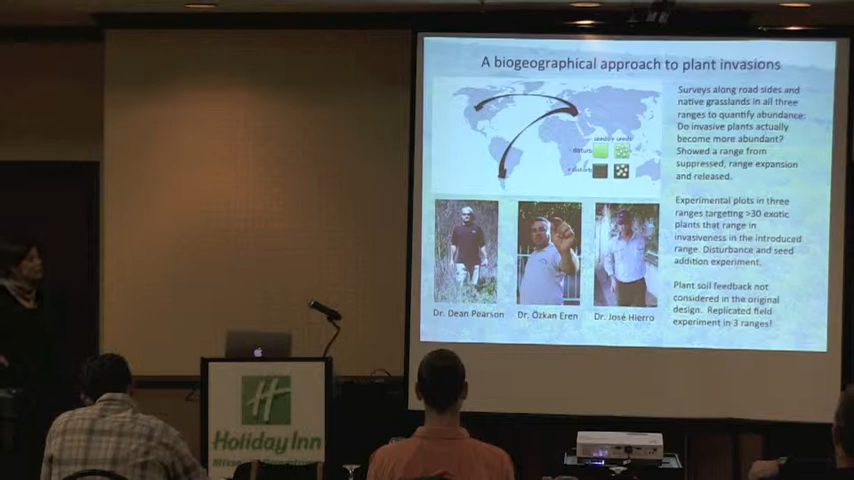 A biogeographical approach to plant invasions
Surveys along road sides and
native grasslands in all three
ranges to quantify abundance:
Do invasive plants actually
become more abundant?
Showed a range from
suppressed, range expansion
and released.
Experimental plots in three
ranges targeting >30 exotic
plants that range in
invasiveness in the introduced
range. Disturbance and seed
addition experiment.
Plant soil feedback not
considered in the original
design. Replicated field
experiment in 3 ranges!
Dr. Dean Pearson
Dr. Özkan Eren
Dr. José Hierro
H
Holiday Inn